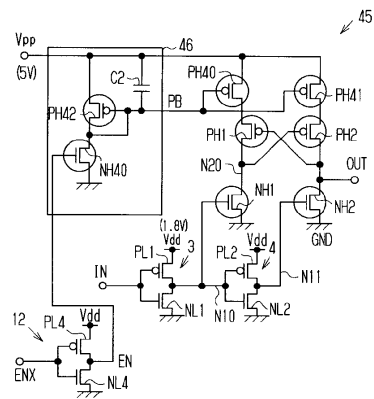 45
46
Vpp
(5V)
C2
PH42
PB
PH40
PH41
NH40
PH1
PH2
N20
OUT
NH1
NH2
GND
(1.8V)
Vdd
PL1
3
Vdd
PL2
4
IN
N11
NL1
N10
NL2
12
PL4
Vdd
EN
ENX
NL4